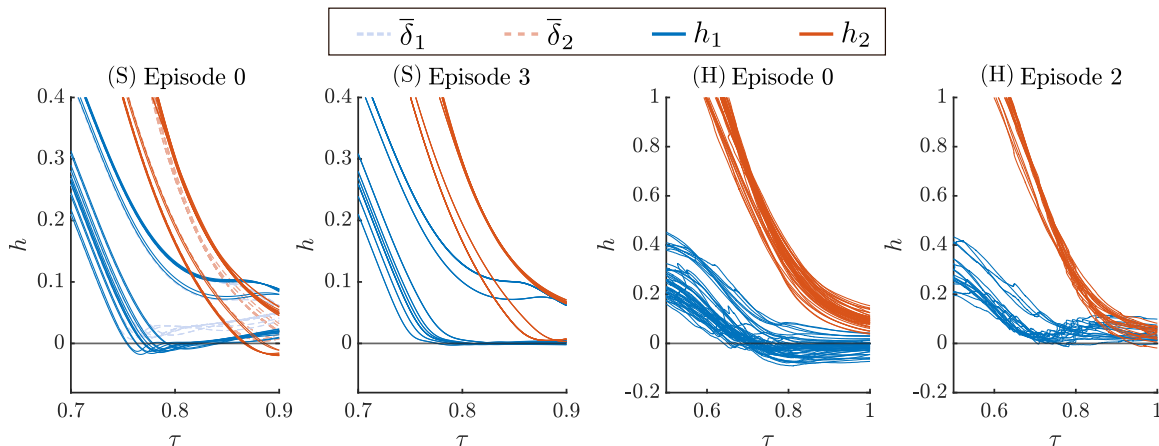 δ̅₁ δ̅₂ h₁ h₂
(S) Episode 0 (S) Episode 3 (H) Episode 0 (H) Episode 2
0.4 0.4 1 1
0.8 0.8
0.3 0.3
0.6 0.6
h 0.2 h h h
0.4 0.4
0.1 0.1
0.2 0.2
0 0 0 0
-0.2 -0.2
0.7 0.8 0.9 0.7 0.8 0.9 0.6 0.8 1 0.6 0.8 1
τ τ τ τ